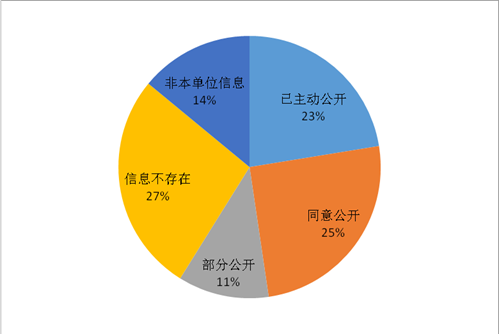 已主动公开
23%
同意公开
25%
部分公开
11%
信息不存在
27%
非本单位信息
14%